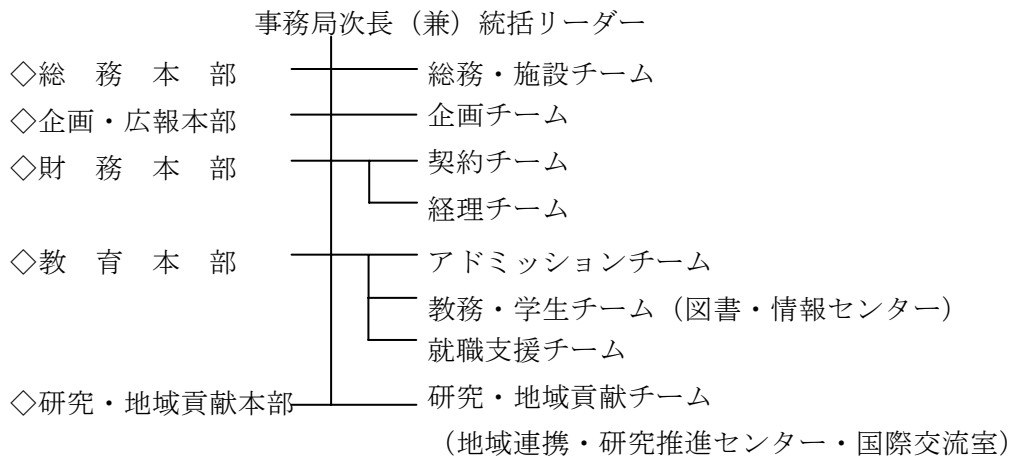 事務局次長（兼）統括リーダー
◇総　務　本　部　総務・施設チーム
◇企画・広報本部　企画チーム
◇財　務　本　部　契約チーム
経理チーム
◇教　育　本　部　アドミッションチーム
教務・学生チーム（図書・情報センター）
就職支援チーム
◇研究・地域貢献本部　研究・地域貢献チーム
（地域連携・研究推進センター・国際交流室）